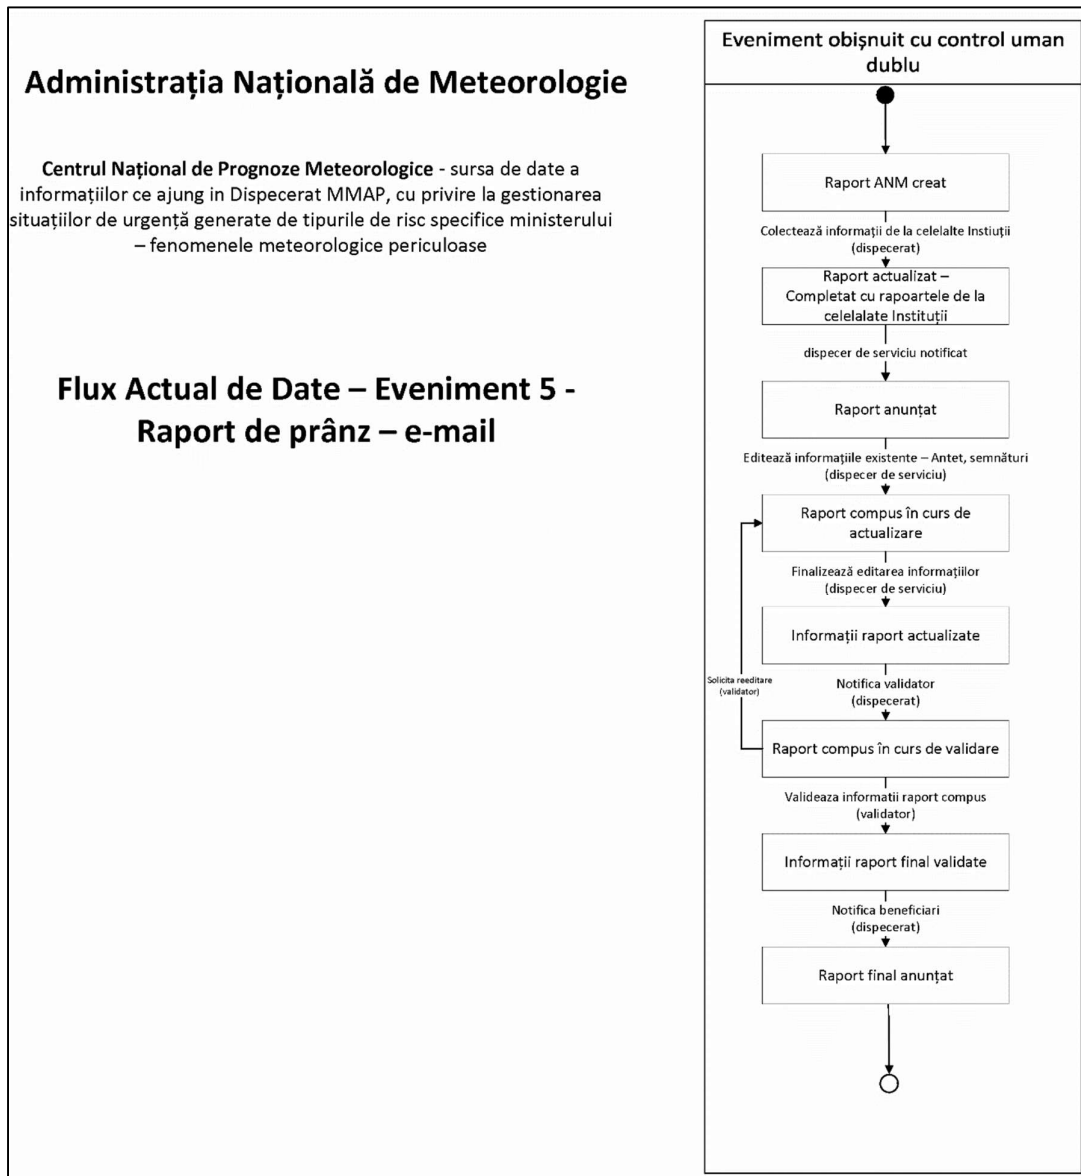 Administrația Națională de Meteorologie
Centrul Național de Prognoze Meteorologice - sursa de date a
informațiilor ce ajung in Dispecerat MMAP, cu privire la gestionarea
situațiilor de urgență generate de tipurile de risc specifice ministerului
– fenomenele meteorologice periculoase
Flux Actual de Date – Eveniment 5 -
Raport de prânz – e-mail
Eveniment obișnuit cu control uman
dublu
Raport ANM creat
Colectează informații de la celelalte Instiuții
(dispecerat)
Raport actualizat –
Completat cu rapoartele de la
celelalate Instituții
dispecer de serviciu notificat
Raport anunțat
Editează informațiile existente – Antet, semnături
(dispecer de serviciu)
Raport compus în curs de
actualizare
Finalizează editarea informațiilor
(dispecer de serviciu)
Informații raport actualizate
Solicita reeditare
(validator)
Notifica validator
(dispecerat)
Raport compus în curs de validare
Valideaza informatii raport compus
(validator)
Informații raport final validate
Notifica beneficiari
(dispecerat)
Raport final anunțat